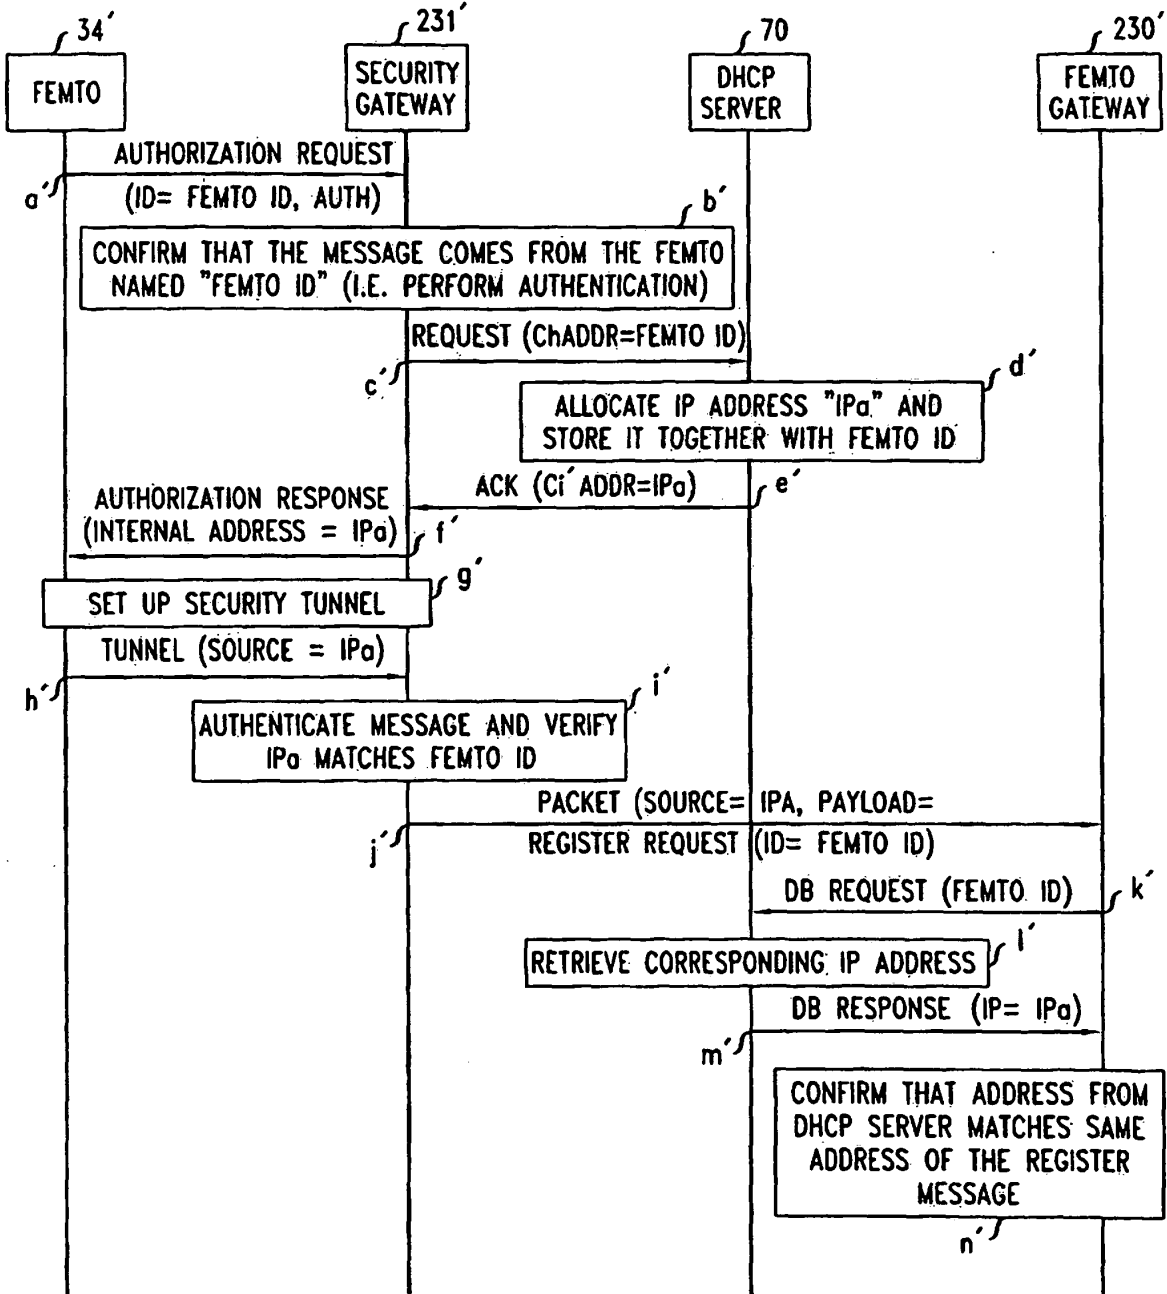 34′
231′
70
230′
FEMTO
SECURITY
GATEWAY
DHCP
SERVER
FEMTO
GATEWAY
AUTHORIZATION REQUEST
a′
(ID= FEMTO ID, AUTH)
b′
CONFIRM THAT THE MESSAGE COMES FROM THE FEMTO
NAMED "FEMTO ID" (I.E. PERFORM AUTHENTICATION)
REQUEST (ChADDR=FEMTO ID)
c′
d′
ALLOCATE IP ADDRESS "IPa" AND
STORE IT TOGETHER WITH FEMTO ID
ACK (Ci′ ADDR=IPa)
e′
AUTHORIZATION RESPONSE
(INTERNAL ADDRESS = IPa)
f′
g′
SET UP SECURITY TUNNEL
TUNNEL (SOURCE = IPa)
h′
i′
AUTHENTICATE MESSAGE AND VERIFY
IPa MATCHES FEMTO ID
PACKET (SOURCE= IPA, PAYLOAD=
j′
REGISTER REQUEST (ID= FEMTO ID)
DB REQUEST (FEMTO ID)
k′
l′
RETRIEVE CORRESPONDING IP ADDRESS
DB RESPONSE (IP= IPa)
m′
CONFIRM THAT ADDRESS FROM
DHCP SERVER MATCHES SAME
ADDRESS OF THE REGISTER
MESSAGE
n′